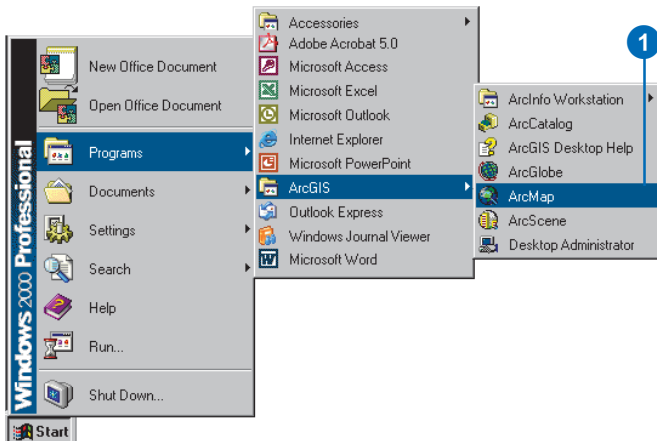 New Office Document
Open Office Document
Programs
Documents
Settings
Search
Help
Run...
Shut Down...
Windows 2000 Professional
Start
Accessories
Adobe Acrobat 5.0
Microsoft Access
Microsoft Excel
Microsoft Outlook
Internet Explorer
Microsoft PowerPoint
ArcGIS
Outlook Express
Windows Journal Viewer
Microsoft Word
ArcInfo Workstation
ArcCatalog
ArcGIS Desktop Help
ArcGlobe
ArcMap
ArcScene
Desktop Administrator
1